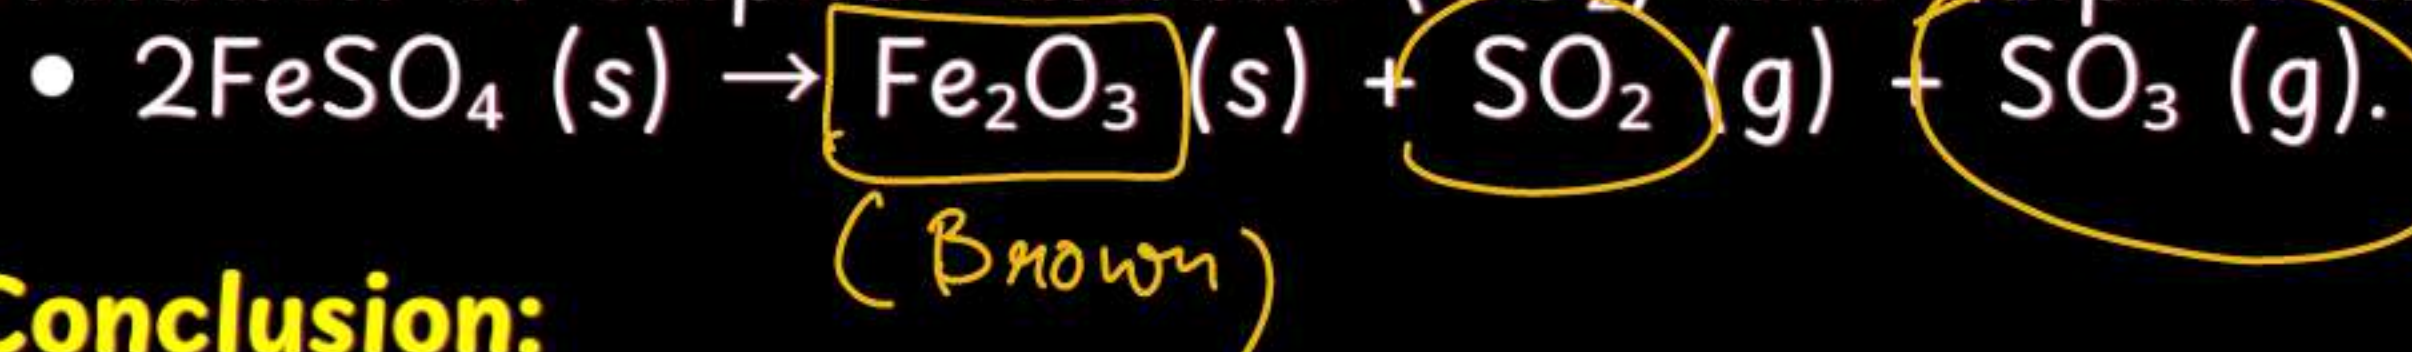 • 2FeSO₄ (s) → Fe₂O₃ (s) + SO₂ (g) + SO₃ (g).
(Brown)
Conclusion: